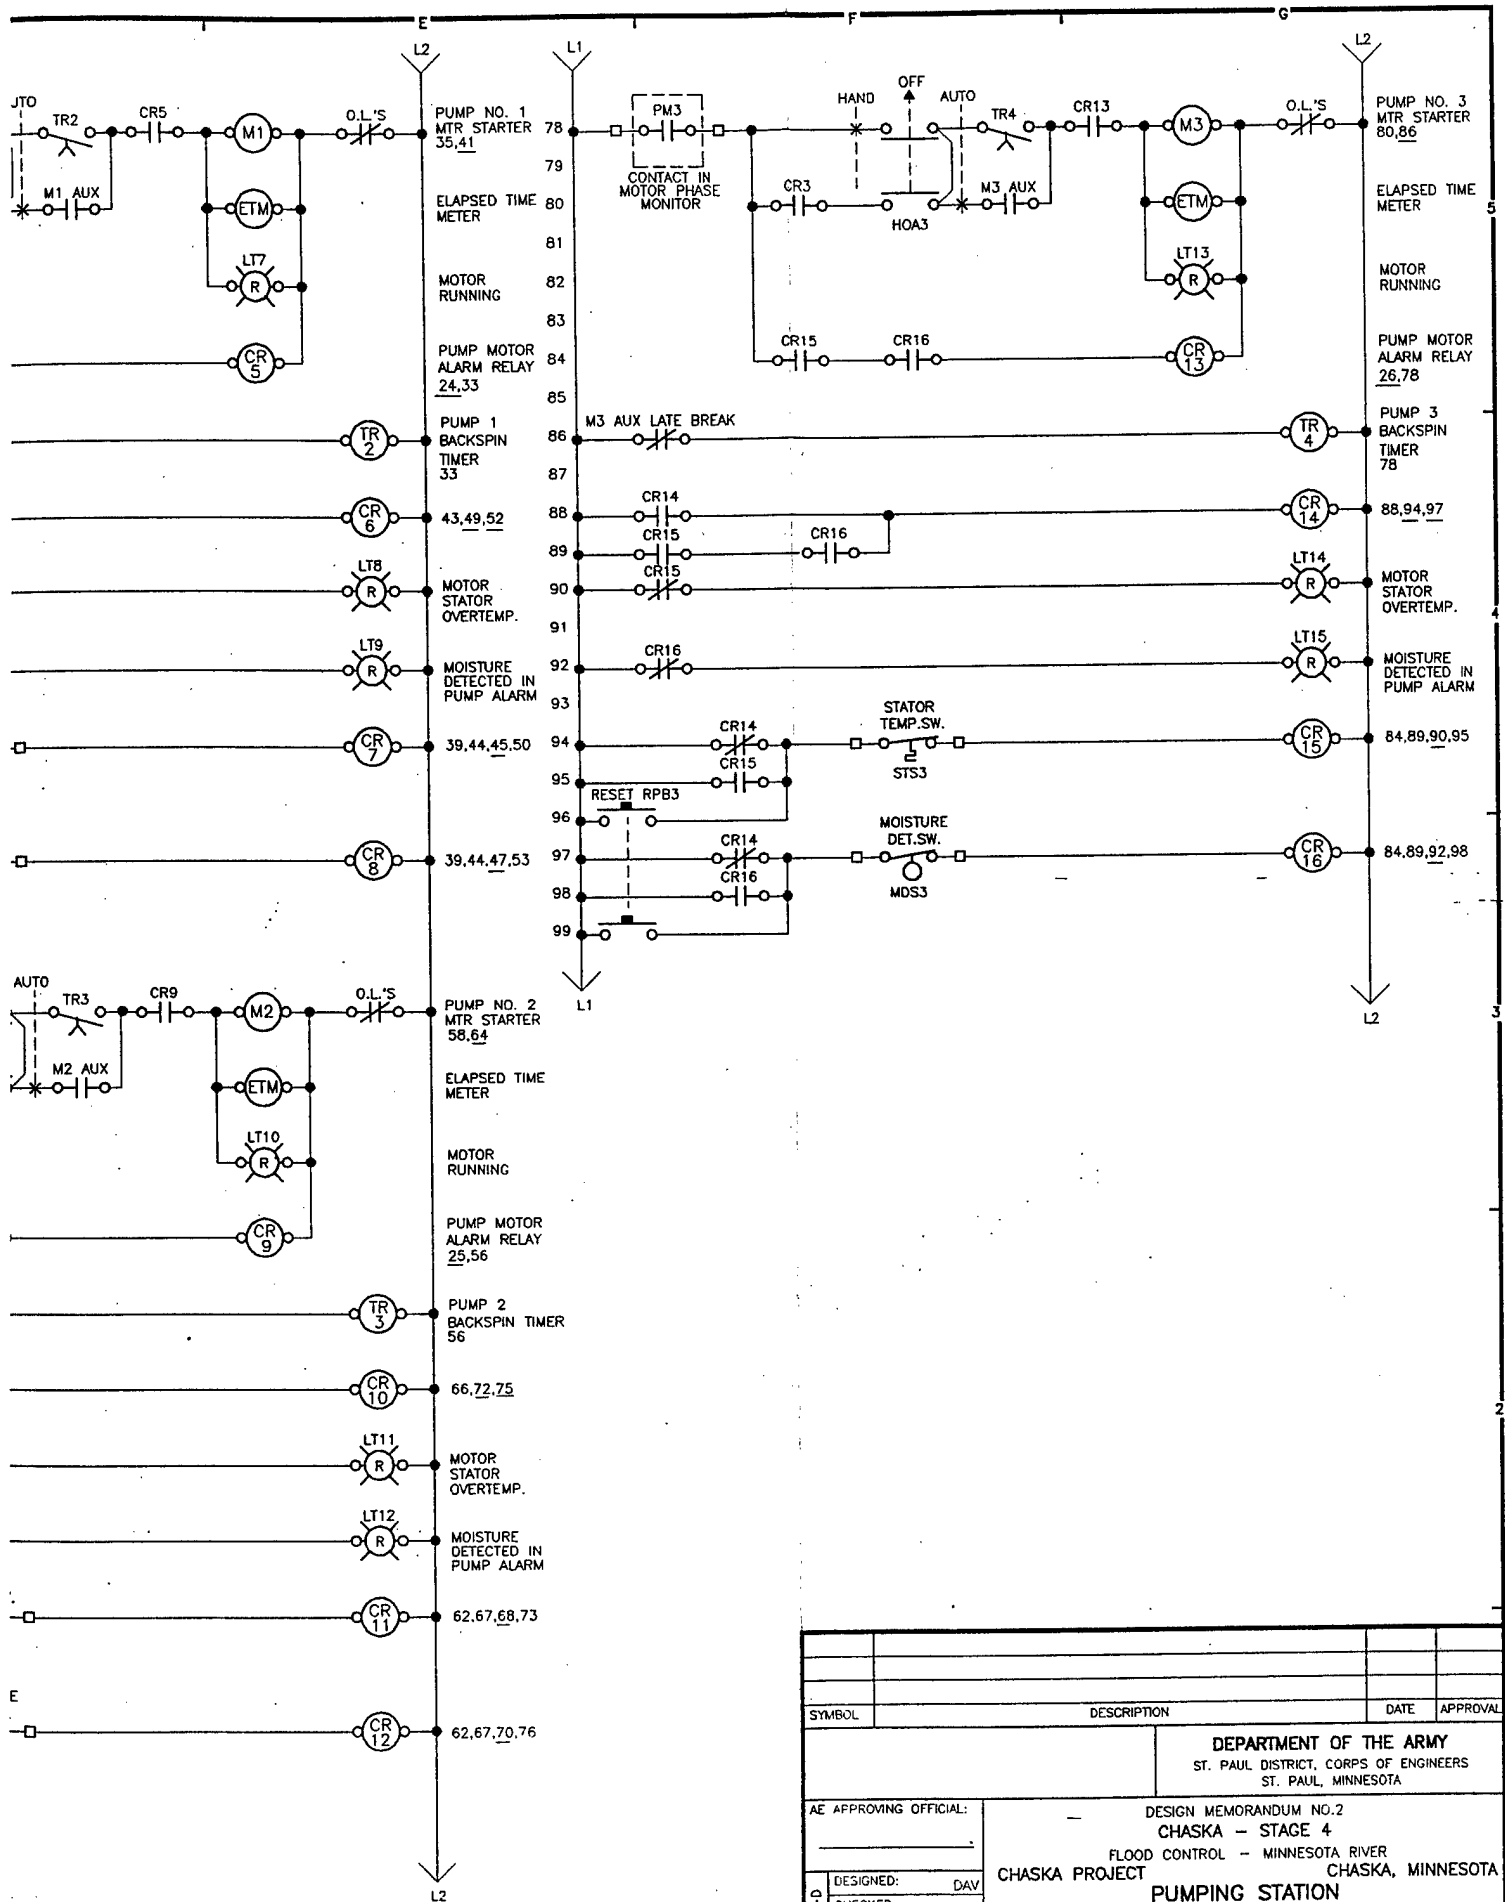 E
F
G
L2
L1
L2
JTO
TR2
CR5
M1
O.L.'S
PUMP NO. 1
MTR STARTER
35,41
M1 AUX
ETM
ELAPSED TIME
METER
LT7
R
MOTOR
RUNNING
CR
5
PUMP MOTOR
ALARM RELAY
24,33
TR
2
PUMP 1
BACKSPIN
TIMER
33
CR
6
43,49,52
LT8
R
MOTOR
STATOR
OVERTEMP.
LT9
R
MOISTURE
DETECTED IN
PUMP ALARM
CR
7
39,44,45,50
CR
8
39,44,47,53
AUTO
TR3
CR9
M2
O.L.'S
PUMP NO. 2
MTR STARTER
58,64
M2 AUX
ETM
ELAPSED TIME
METER
LT10
R
MOTOR
RUNNING
CR
9
PUMP MOTOR
ALARM RELAY
25,56
TR
3
PUMP 2
BACKSPIN TIMER
56
CR
10
66,72,75
LT11
R
MOTOR
STATOR
OVERTEMP.
LT12
R
MOISTURE
DETECTED IN
PUMP ALARM
CR
11
62,67,68,73
E
CR
12
62,67,70,76
L2
78
PM3
CONTACT IN
MOTOR PHASE
MONITOR
HAND
OFF
AUTO
TR4
CR13
M3
O.L.'S
PUMP NO. 3
MTR STARTER
80,86
79
80
CR3
HOA3
M3 AUX
ETM
ELAPSED TIME
METER
5
81
82
LT13
R
MOTOR
RUNNING
83
84
CR15
CR16
CR
13
PUMP MOTOR
ALARM RELAY
26,78
85
86
M3 AUX LATE BREAK
TR
4
PUMP 3
BACKSPIN
TIMER
78
87
88
CR14
CR
14
88,94,97
89
CR15
CR16
90
CR15
LT14
R
MOTOR
STATOR
OVERTEMP.
4
91
92
CR16
LT15
R
MOISTURE
DETECTED IN
PUMP ALARM
93
94
CR14
STATOR
TEMP.SW.
STS3
CR
15
84,89,90,95
95
CR15
96
RESET RPB3
97
CR14
MOISTURE
DET.SW.
MDS3
CR
16
84,89,92,98
98
CR16
99
L1
L2
3
2
SYMBOL DESCRIPTION DATE APPROVAL
DEPARTMENT OF THE ARMY
ST. PAUL DISTRICT, CORPS OF ENGINEERS
ST. PAUL, MINNESOTA
AE APPROVING OFFICIAL:
DESIGN MEMORANDUM NO.2
CHASKA – STAGE 4
FLOOD CONTROL – MINNESOTA RIVER
CHASKA PROJECT CHASKA, MINNESOTA
DESIGNED: DAV
PUMPING STATION